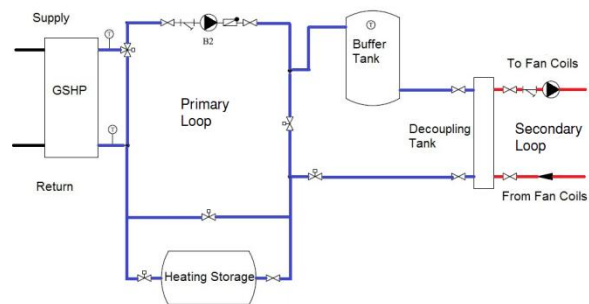 Supply
T
B2
GSHP
Primary
Loop
T
Return
T
Buffer
Tank
To Fan Coils
Decoupling
Tank
Secondary
Loop
From Fan Coils
Heating Storage